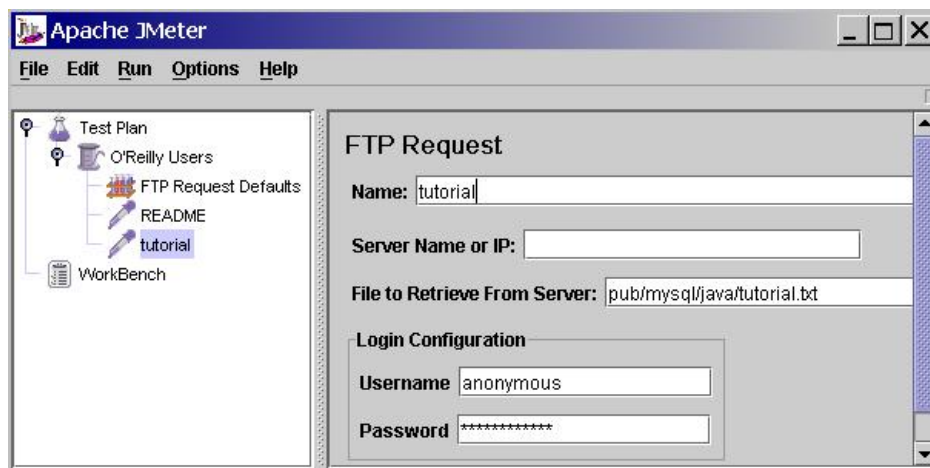 Apache JMeter
File Edit Run Options Help
Test Plan
O'Reilly Users
FTP Request Defaults
README
tutorial
WorkBench
FTP Request
Name: tutorial
Server Name or IP:
File to Retrieve From Server: pub/mysql/java/tutorial.txt
Login Configuration
Username anonymous
Password ************